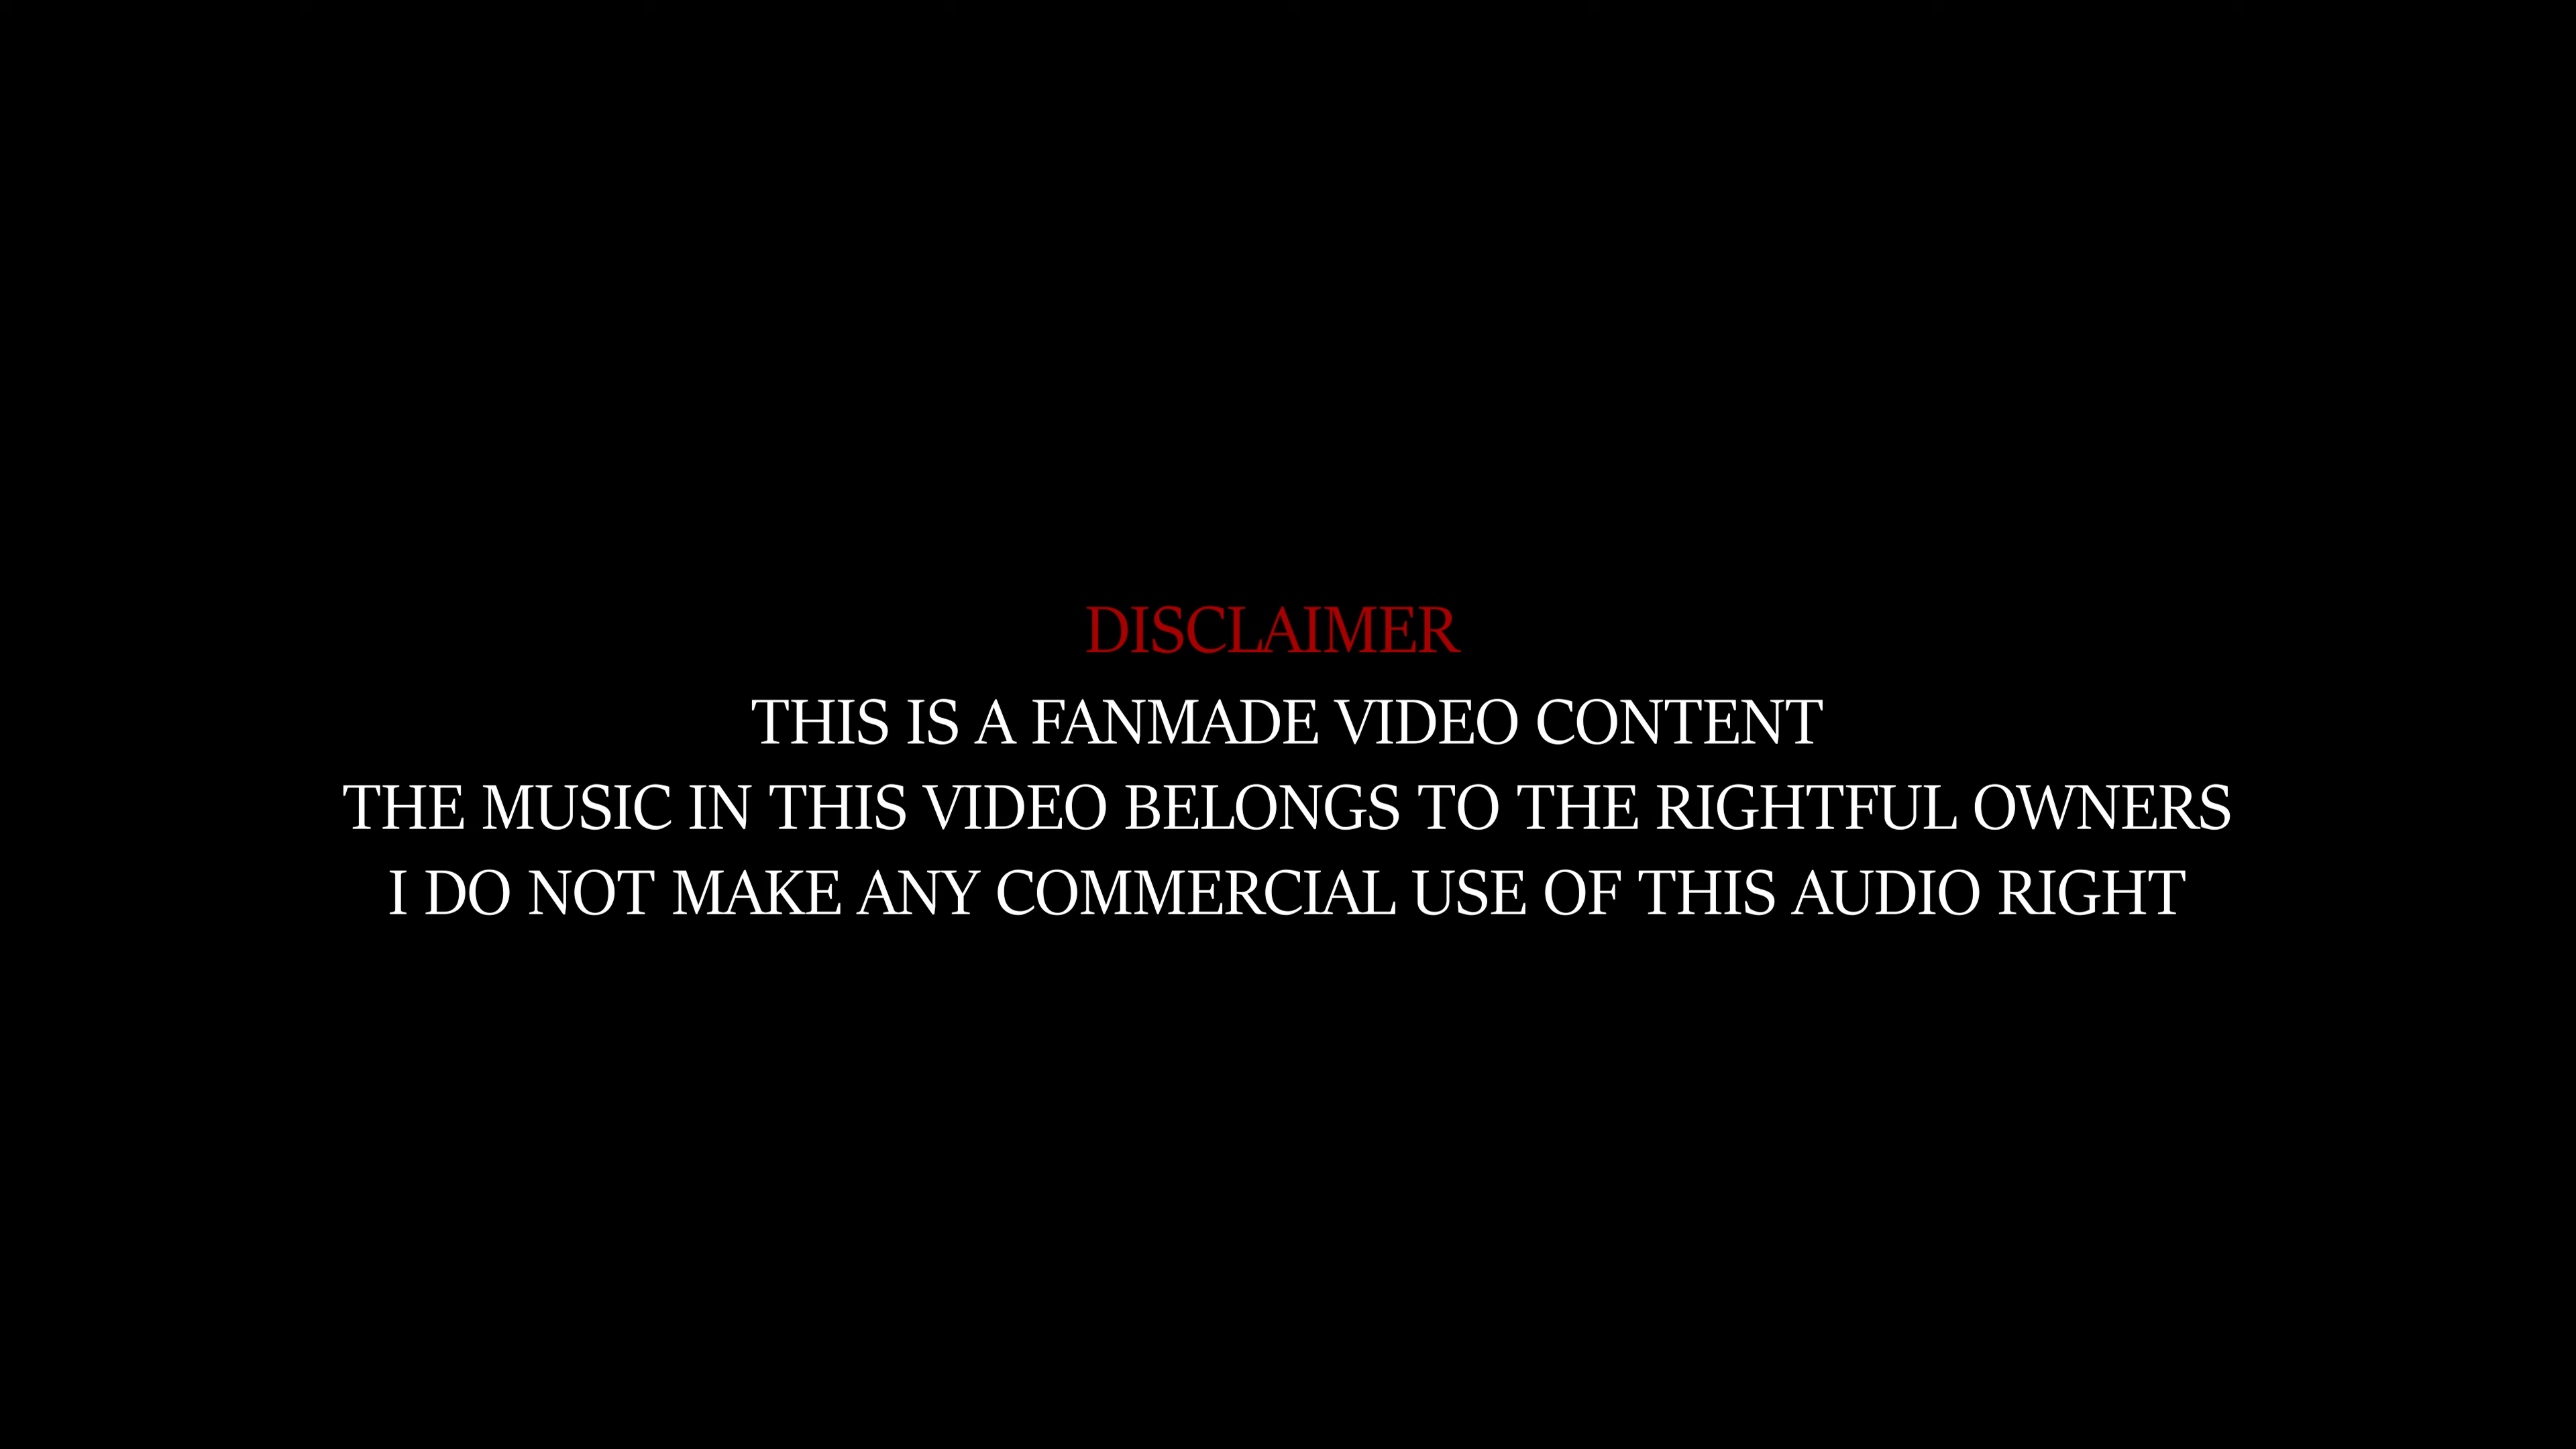 DISCLAIMER
THIS IS A FANMADE VIDEO CONTENT
THE MUSIC IN THIS VIDEO BELONGS TO THE RIGHTFUL OWNERS
I DO NOT MAKE ANY COMMERCIAL USE OF THIS AUDIO RIGHT